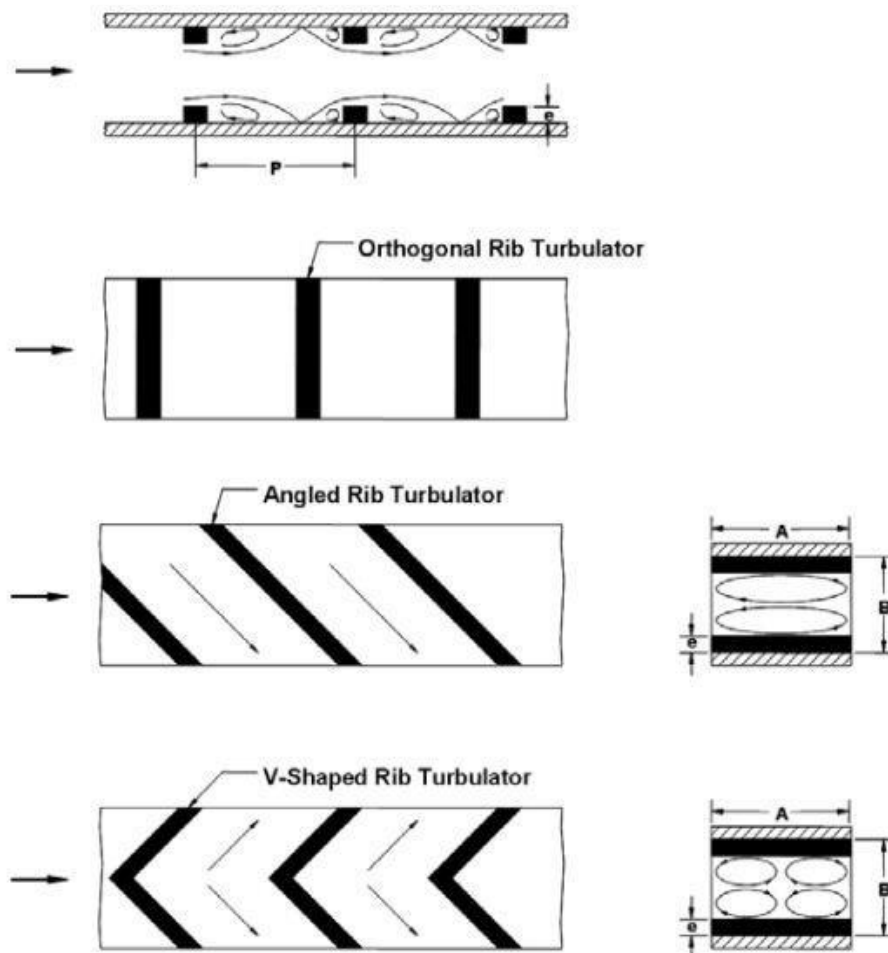 e
P
Orthogonal Rib Turbulator
Angled Rib Turbulator
A
B
e
V-Shaped Rib Turbulator
A
B
e